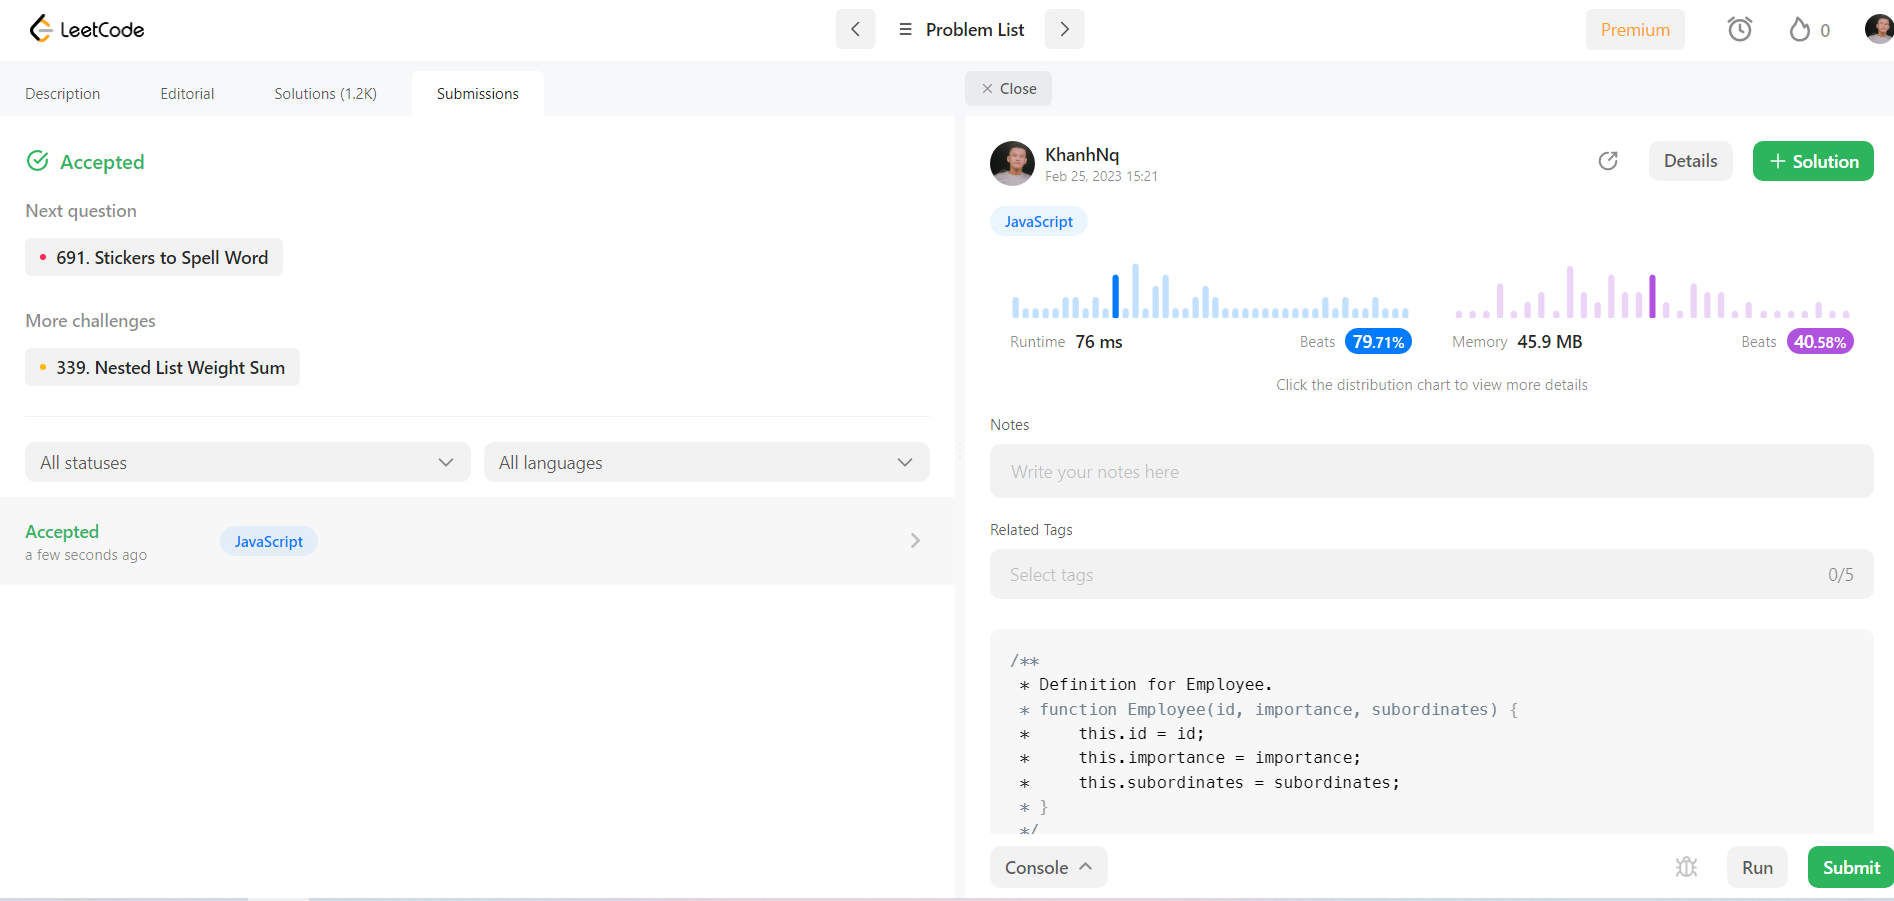 LeetCode
Problem List
Premium
0
Description
Editorial
Solutions (1.2K)
Submissions
Close
Accepted
Next question
691. Stickers to Spell Word
More challenges
339. Nested List Weight Sum
All statuses
All languages
Accepted
a few seconds ago
JavaScript
KhanhNq
Feb 25, 2023 15:21
Details
+ Solution
JavaScript
Runtime 76 ms
Beats 79.71%
Memory 45.9 MB
Beats 40.58%
Click the distribution chart to view more details
Notes
Write your notes here
Related Tags
Select tags
0/5
/**
* Definition for Employee.
* function Employee(id, importance, subordinates) {
*     this.id = id;
*     this.importance = importance;
*     this.subordinates = subordinates;
* }
*/
Console
Run
Submit